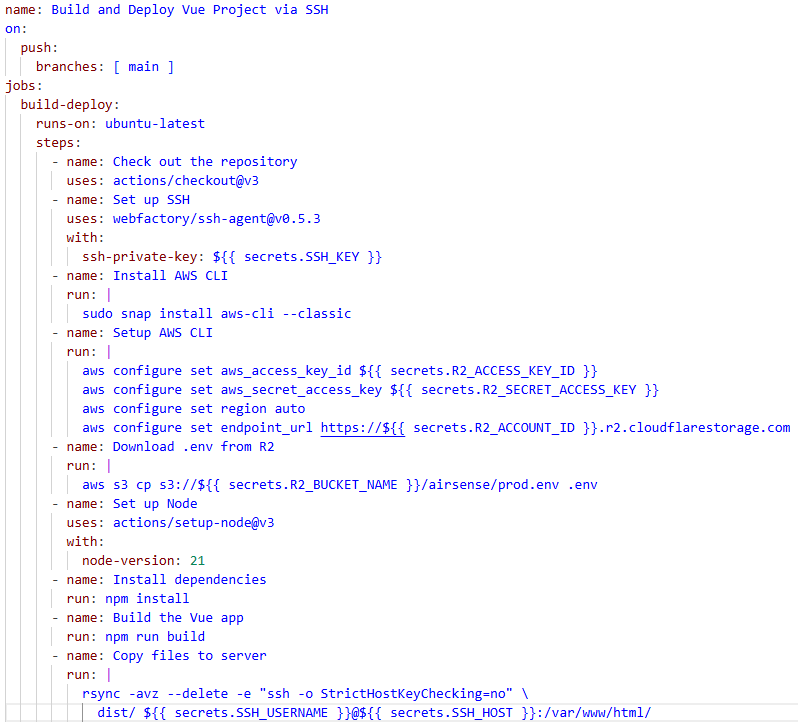 name: Build and Deploy Vue Project via SSH
on:
  push:
    branches: [ main ]
jobs:
  build-deploy:
    runs-on: ubuntu-latest
    steps:
      - name: Check out the repository
        uses: actions/checkout@v3
      - name: Set up SSH
        uses: webfactory/ssh-agent@v0.5.3
        with:
          ssh-private-key: ${{ secrets.SSH_KEY }}
      - name: Install AWS CLI
        run: |
          sudo snap install aws-cli --classic
      - name: Setup AWS CLI
        run: |
          aws configure set aws_access_key_id ${{ secrets.R2_ACCESS_KEY_ID }}
          aws configure set aws_secret_access_key ${{ secrets.R2_SECRET_ACCESS_KEY }}
          aws configure set region auto
          aws configure set endpoint_url https://${{ secrets.R2_ACCOUNT_ID }}.r2.cloudflarestorage.com
      - name: Download .env from R2
        run: |
          aws s3 cp s3://${{ secrets.R2_BUCKET_NAME }}/airsense/prod.env .env
      - name: Set up Node
        uses: actions/setup-node@v3
        with:
          node-version: 21
      - name: Install dependencies
        run: npm install
      - name: Build the Vue app
        run: npm run build
      - name: Copy files to server
        run: |
          rsync -avz --delete -e "ssh -o StrictHostKeyChecking=no" \
            dist/ ${{ secrets.SSH_USERNAME }}@${{ secrets.SSH_HOST }}:/var/www/html/